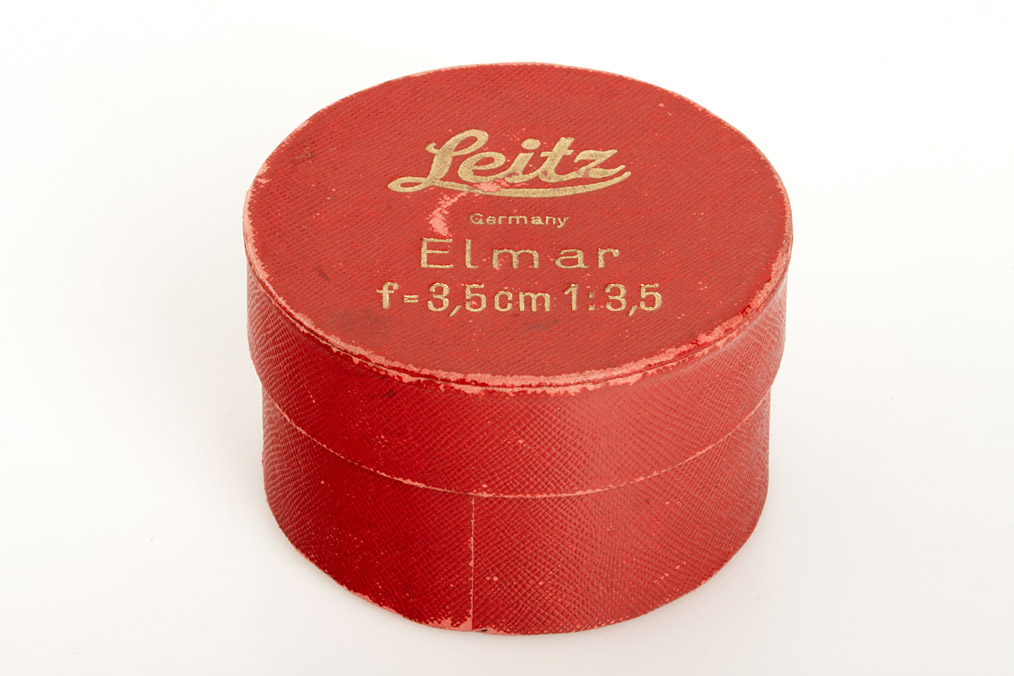 Leitz
Germany
Elmar
f=3,5cm 1:3,5